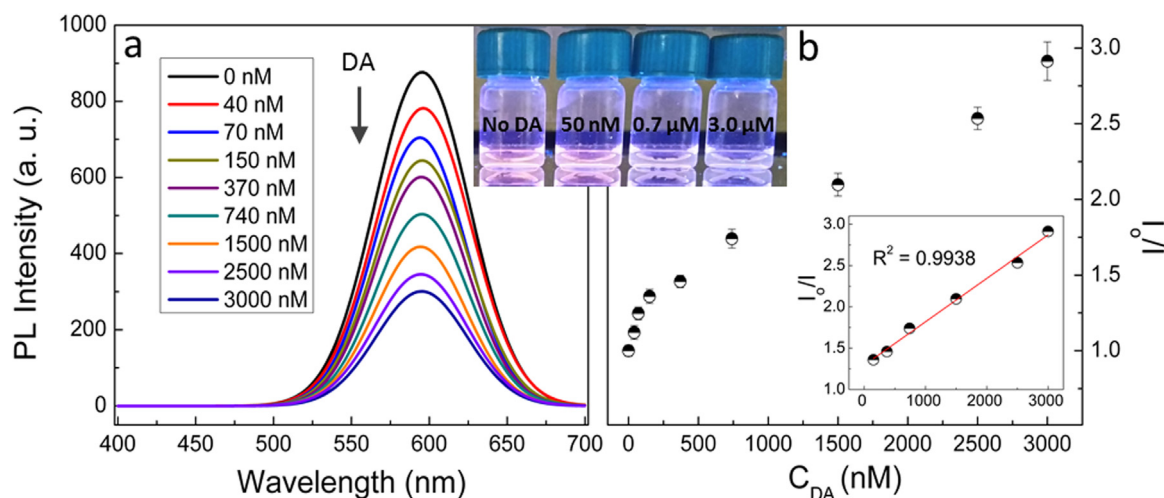 a
DA
0 nM
40 nM
70 nM
150 nM
370 nM
740 nM
1500 nM
2500 nM
3000 nM
1000
800
600
400
200
0
PL Intensity (a. u.)
400 450 500 550 600 650 700
Wavelength (nm)
No DA 50 nM 0.7 µM 3.0 µM
b
3.0
2.5
2.0
1.5
1.0
Iₒ/I
0 500 1000 1500 2000 2500 3000
C_DA (nM)
R² = 0.9938
3.0
2.5
2.0
1.5
1.0
Iₒ/I
0 1000 2000 3000